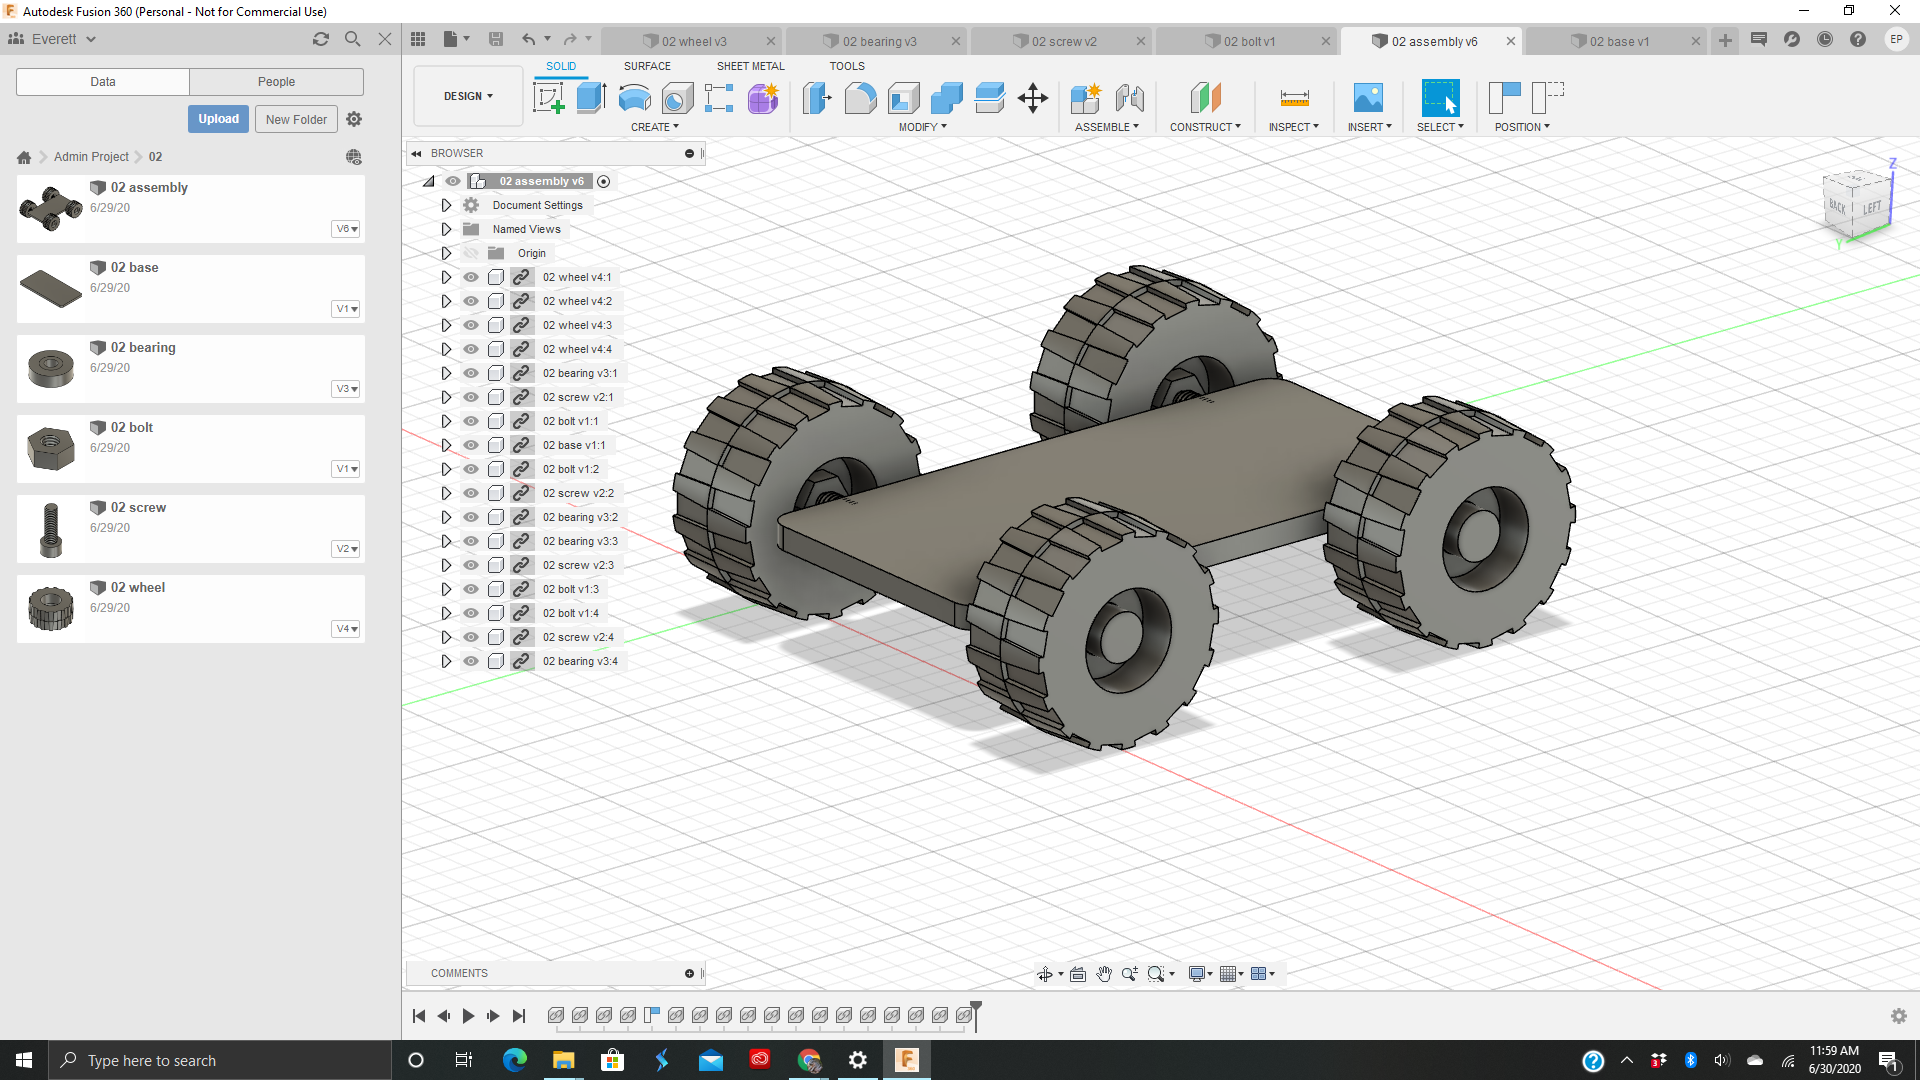 Autodesk Fusion 360 (Personal - Not for Commercial Use)
Everett
02 wheel v3
02 bearing v3
02 screw v2
02 bolt v1
02 assembly v6
02 base v1
EP
Data
People
Upload
New Folder
Admin Project
02
02 assembly
6/29/20
V6
02 base
6/29/20
V1
02 bearing
6/29/20
V3
02 bolt
6/29/20
V1
02 screw
6/29/20
V2
02 wheel
6/29/20
V4
DESIGN
SOLID
SURFACE
SHEET METAL
TOOLS
CREATE
MODIFY
ASSEMBLE
CONSTRUCT
INSPECT
INSERT
SELECT
POSITION
BROWSER
02 assembly v6
Document Settings
Named Views
Origin
02 wheel v4:1
02 wheel v4:2
02 wheel v4:3
02 wheel v4:4
02 bearing v3:1
02 screw v2:1
02 bolt v1:1
02 base v1:1
02 bolt v1:2
02 screw v2:2
02 bearing v3:2
02 bearing v3:3
02 screw v2:3
02 bolt v1:3
02 bolt v1:4
02 screw v2:4
02 bearing v3:4
Z
BACK
LEFT
Y
COMMENTS
Type here to search
3
11:59 AM
6/30/2020
1